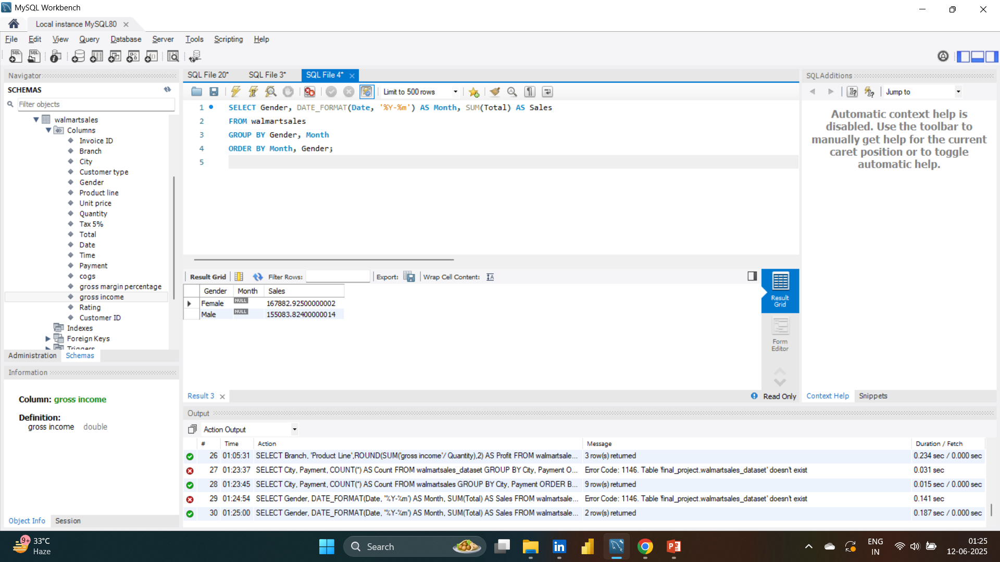 MySQL Workbench
Local instance MySQL80
File Edit View Query Database Server Tools Scripting Help
Navigator
SCHEMAS
Filter objects
walmartsales
Columns
Invoice ID
Branch
City
Customer type
Gender
Product line
Unit price
Quantity
Tax 5%
Total
Date
Time
Payment
cogs
gross margin percentage
gross income
Rating
Customer ID
Indexes
Foreign Keys
Triggers
Administration Schemas
Information
Column: gross income
Definition:
gross income double
Object Info Session
SQL File 20* SQL File 3* SQL File 4*
Limit to 500 rows
1 SELECT Gender, DATE_FORMAT(Date, '%Y-%m') AS Month, SUM(Total) AS Sales
2 FROM walmartsales
3 GROUP BY Gender, Month
4 ORDER BY Month, Gender;
5
Result Grid Filter Rows: Export: Wrap Cell Content:
Gender Month Sales
Female NULL 167882.92500000002
Male NULL 155083.82400000014
Result Grid
Form Editor
Result 3 Read Only
SQLAdditions
Jump to
Automatic context help is
disabled. Use the toolbar to
manually get help for the current
caret position or to toggle
automatic help.
Context Help Snippets
Output
Action Output
# Time Action Message Duration / Fetch
26 01:05:31 SELECT Branch, 'Product Line',ROUND(SUM('gross income'/ Quantity),2) AS Profit FROM walmartsale... 3 row(s) returned 0.234 sec / 0.000 sec
27 01:23:37 SELECT City, Payment, COUNT(*) AS Count FROM walmartsales_dataset GROUP BY City, Payment O... Error Code: 1146. Table 'final_project.walmartsales_dataset' doesn't exist 0.031 sec
28 01:23:45 SELECT City, Payment, COUNT(*) AS Count FROM walmartsales GROUP BY City, Payment ORDER B... 9 row(s) returned 0.015 sec / 0.000 sec
29 01:24:54 SELECT Gender, DATE_FORMAT(Date, '%Y-%m') AS Month, SUM(Total) AS Sales FROM walmartsale... Error Code: 1146. Table 'final_project.walmartsales_dataset' doesn't exist 0.141 sec
30 01:25:00 SELECT Gender, DATE_FORMAT(Date, '%Y-%m') AS Month, SUM(Total) AS Sales FROM walmartsale... 2 row(s) returned 0.187 sec / 0.000 sec
9+ 33°C
Haze
Search
ENG
IN
01:25
12-06-2025